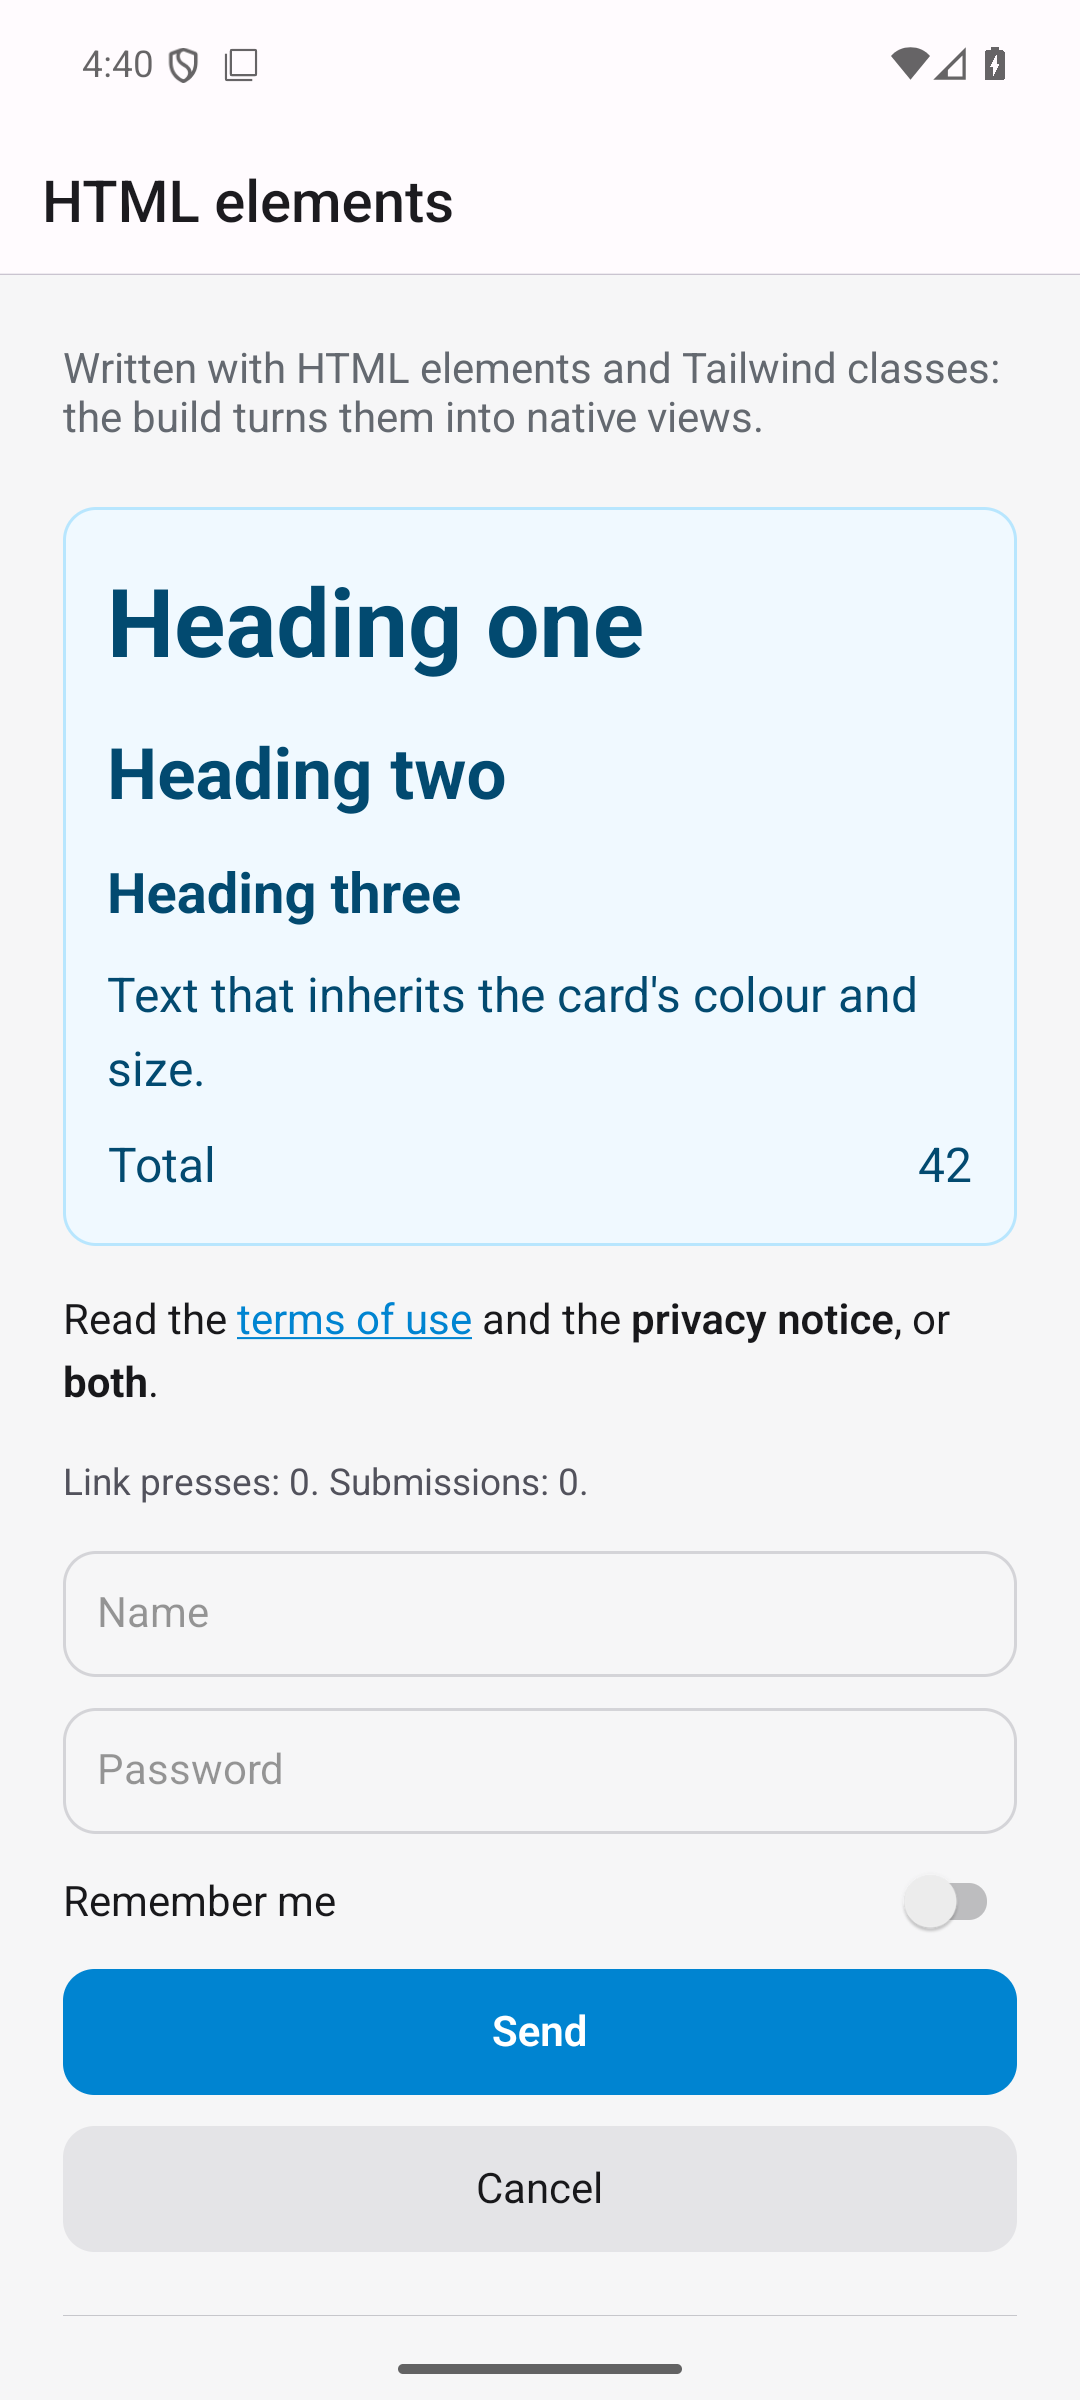 4:40
HTML elements
Written with HTML elements and Tailwind classes:
the build turns them into native views.
Heading one
Heading two
Heading three
Text that inherits the card's colour and
size.
Total 42
Read the terms of use and the privacy notice, or
both.
Link presses: 0. Submissions: 0.
Name
Password
Remember me
Send
Cancel